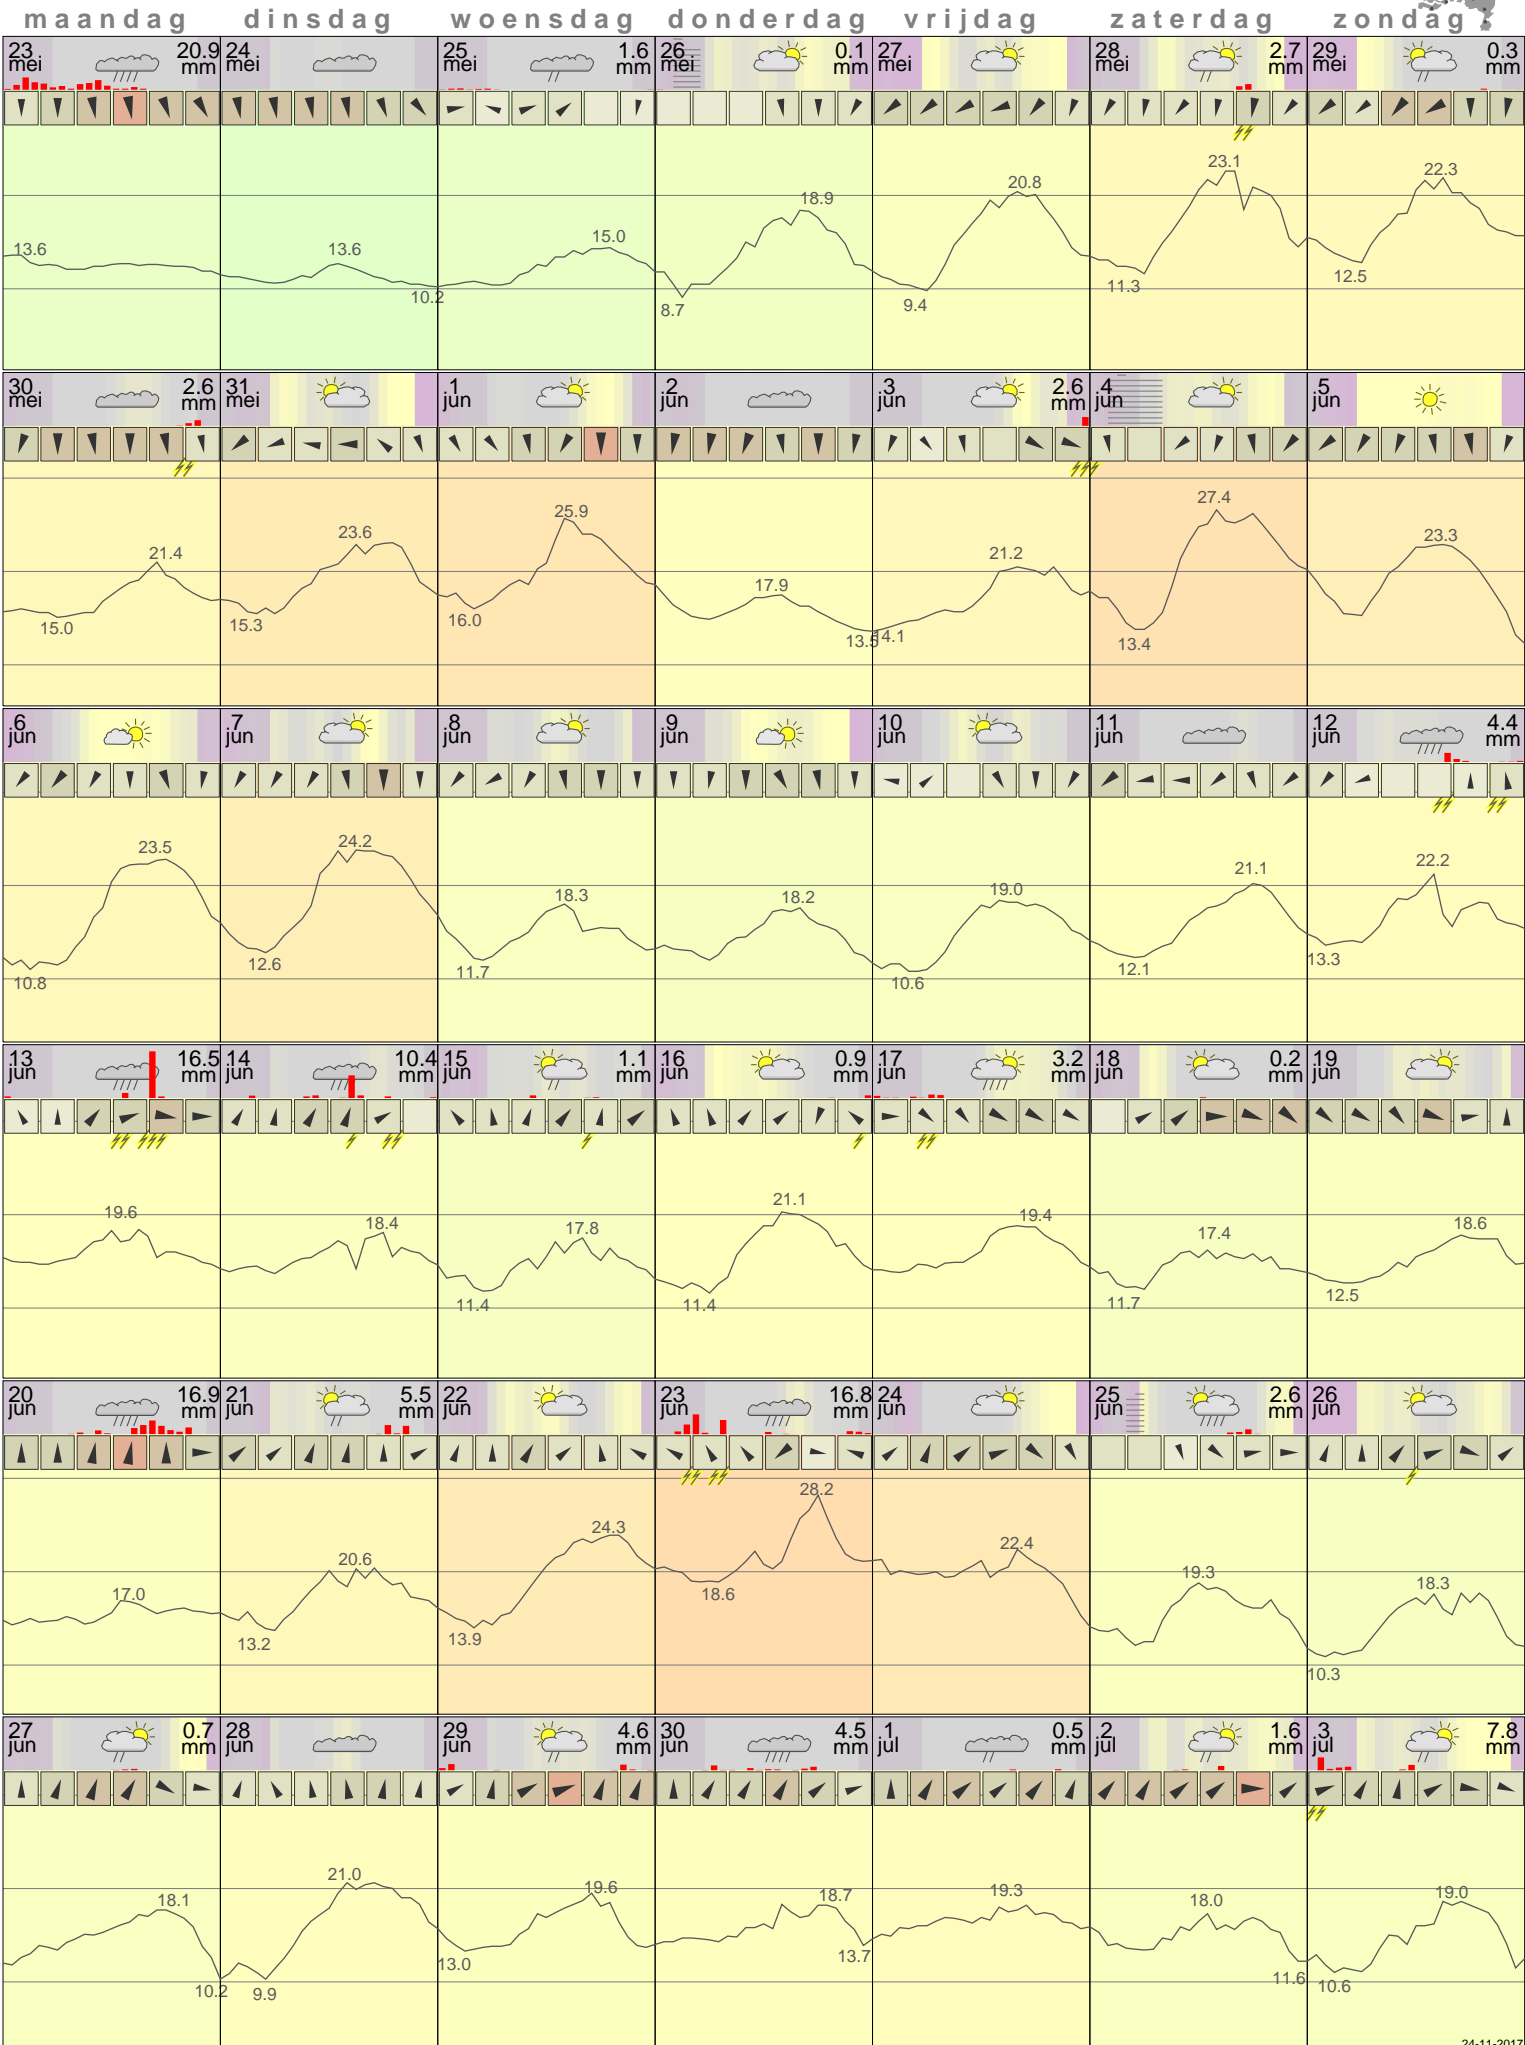 maandag dinsdag woensdag donderdag vrijdag zaterdag zondag
23 mei 20.9 mm 24 mei 25 mei 1.6 mm 26 mei 0.1 mm 27 mei 28 mei 2.7 mm 29 mei 0.3 mm
13.6 13.6 10.2 15.0 8.7 18.9 9.4 20.8 11.3 23.1 12.5 22.3
30 mei 2.6 mm 31 mei 1 jun 2 jun 3 jun 2.6 mm 4 jun 5 jun
15.0 21.4 15.3 23.6 16.0 25.9 17.9 13.5 14.1 21.2 13.4 27.4 23.3
6 jun 7 jun 8 jun 9 jun 10 jun 11 jun 12 jun 4.4 mm
10.8 23.5 12.6 24.2 11.7 18.3 18.2 10.6 19.0 12.1 21.1 13.3 22.2
13 jun 16.5 mm 14 jun 10.4 mm 15 jun 1.1 mm 16 jun 0.9 mm 17 jun 3.2 mm 18 jun 0.2 mm 19 jun
19.6 18.4 11.4 17.8 11.4 21.1 19.4 11.7 17.4 12.5 18.6
20 jun 16.9 mm 21 jun 5.5 mm 22 jun 23 jun 16.8 mm 24 jun 25 jun 2.6 mm 26 jun
17.0 13.2 20.6 13.9 24.3 18.6 28.2 22.4 19.3 10.3 18.3
27 jun 0.7 mm 28 jun 29 jun 4.6 mm 30 jun 4.5 mm 1 jul 0.5 mm 2 jul 1.6 mm 3 jul 7.8 mm
18.1 10.2 9.9 21.0 13.0 19.6 18.7 13.7 19.3 18.0 11.6 10.6 19.0
24-11-2017